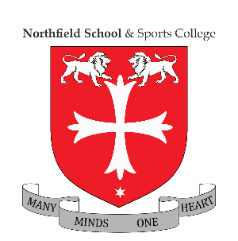 Northfield School & Sports College
MANY MINDS ONE HEART